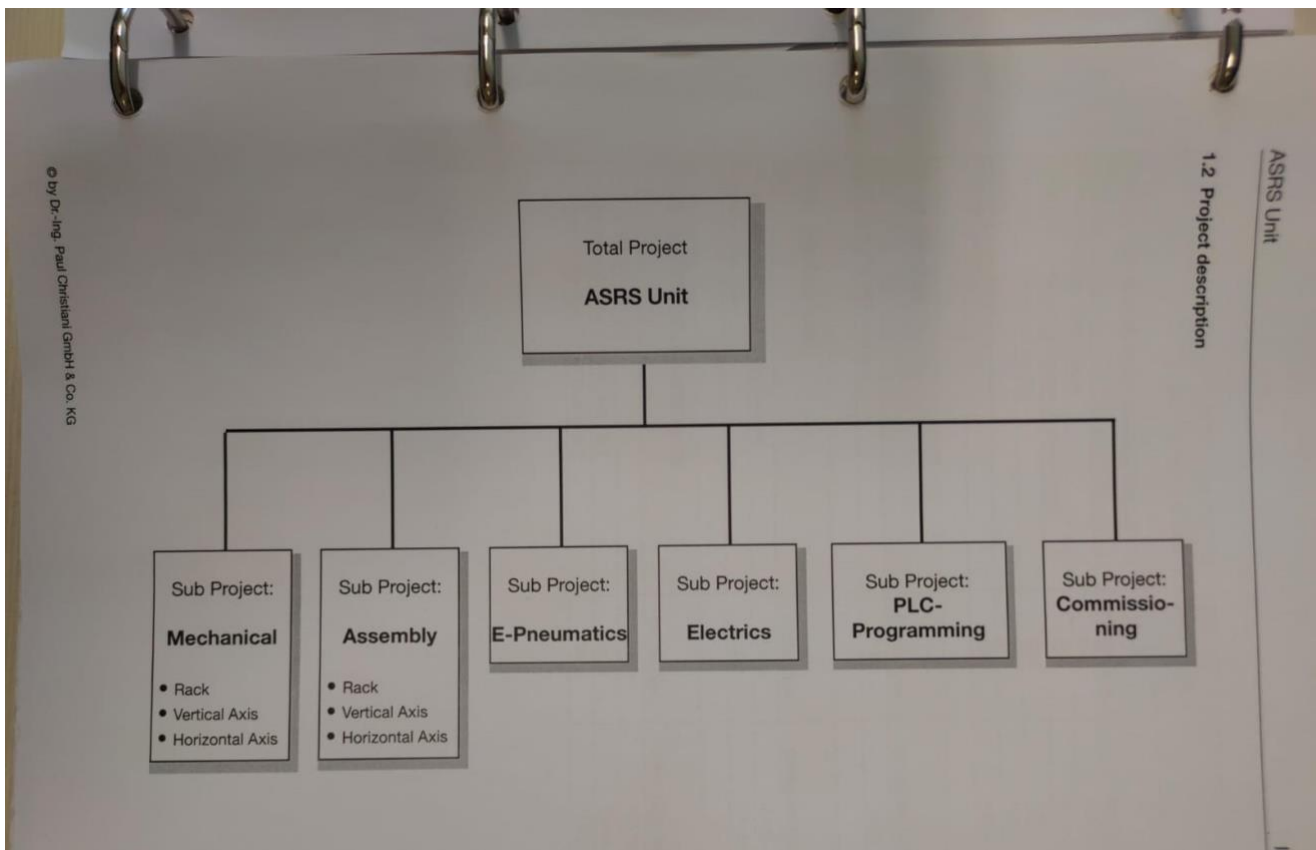 ASRS Unit
1.2 Project description
Total Project
ASRS Unit
Sub Project:
Mechanical
• Rack
• Vertical Axis
• Horizontal Axis
Sub Project:
Assembly
• Rack
• Vertical Axis
• Horizontal Axis
Sub Project:
E-Pneumatics
Sub Project:
Electrics
Sub Project:
PLC-
Programming
Sub Project:
Commissio-
ning
© by Dr.-Ing. Paul Christiani GmbH & Co. KG